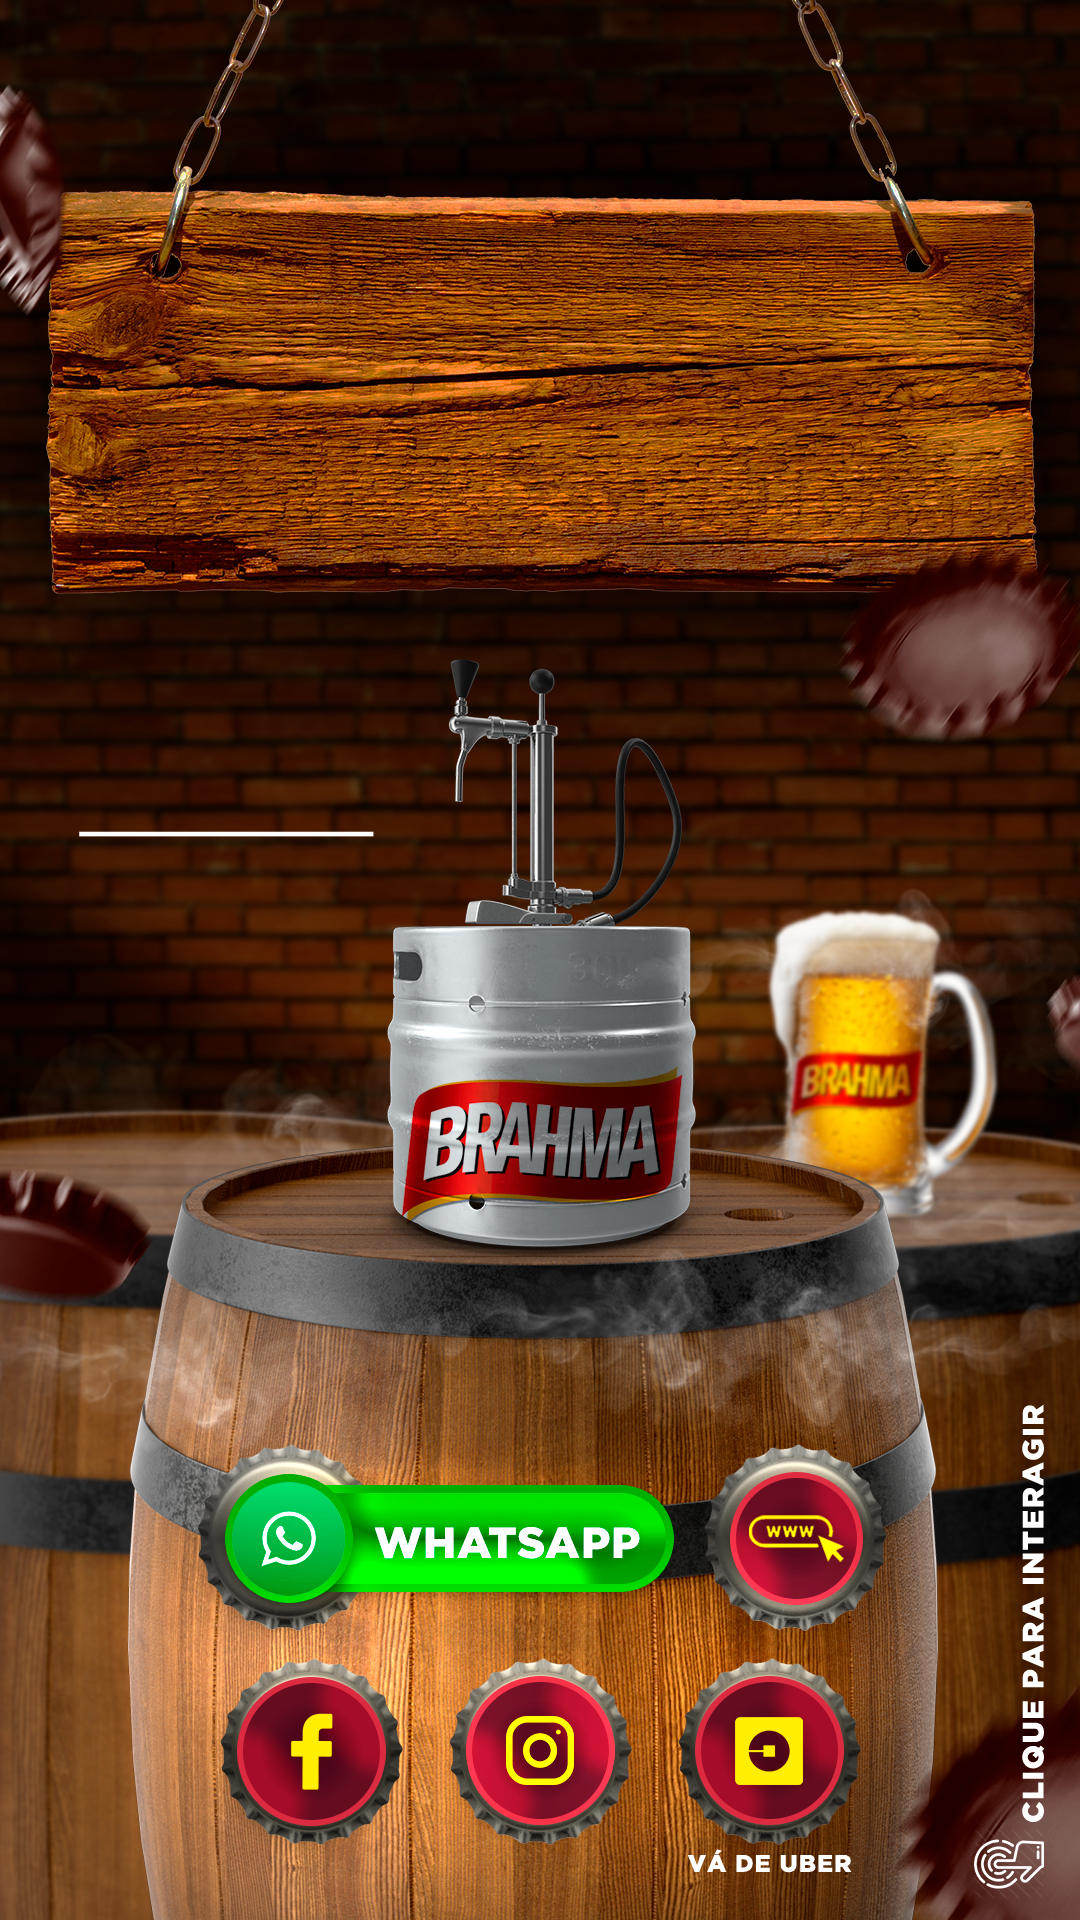 BRAHMA
BRAHMA
WHATSAPP
WWW
VÁ DE UBER
CLIQUE PARA INTERAGIR